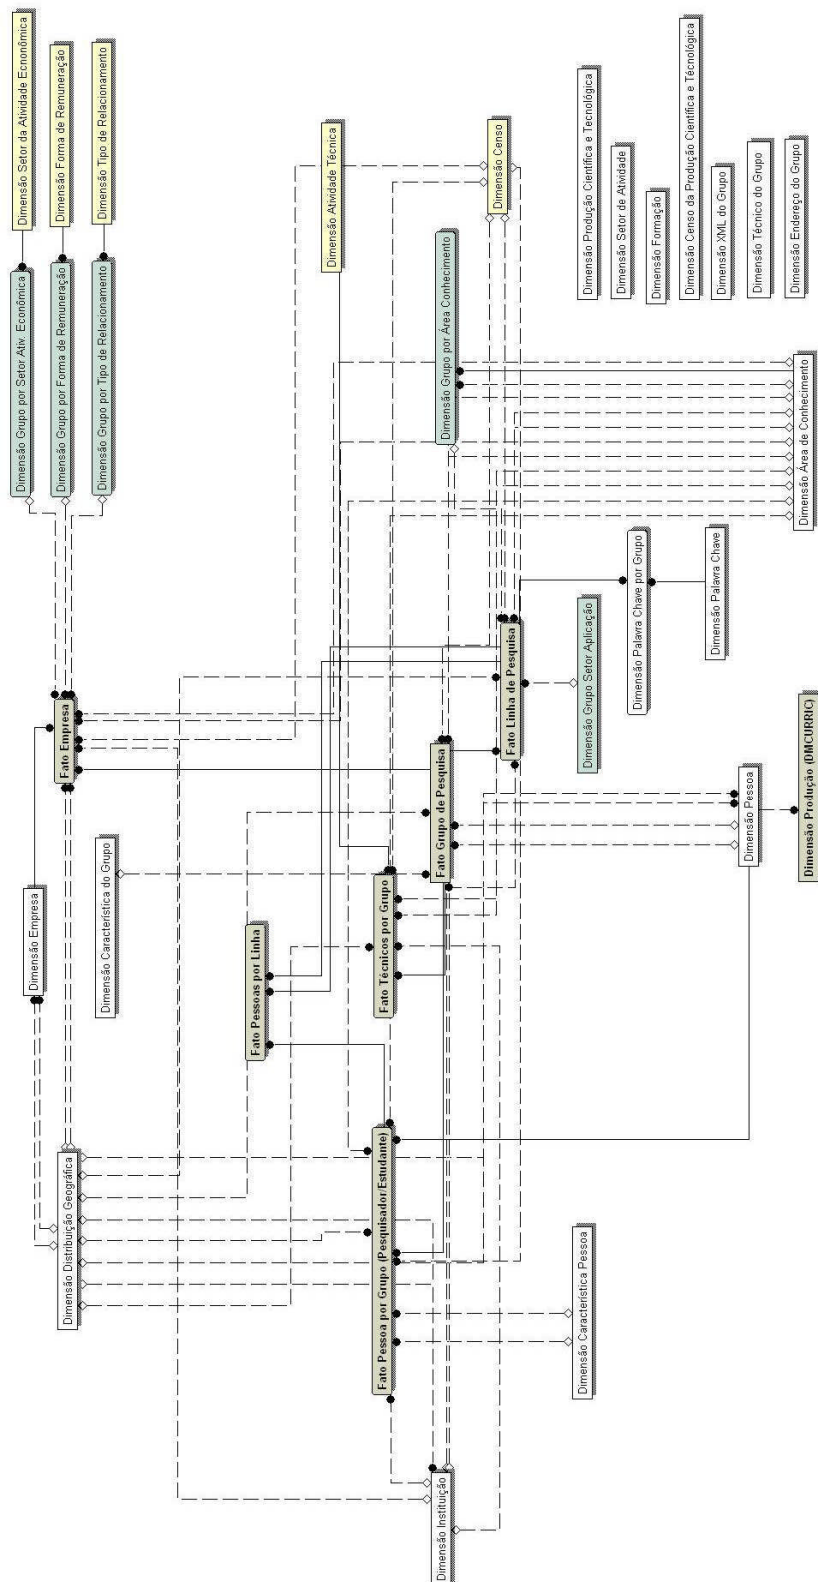 Dimensão Setor da Atividade Ecnonômica
Dimensão Forma de Remuneração
Dimensão Tipo de Relacionamento
Dimensão Grupo por Setor Ativ. Econômica
Dimensão Grupo por Forma de Remuneração
Dimensão Grupo por Tipo de Relacionamento
Dimensão Atividade Técnica
Dimensão Censo
Dimensão Grupo por Área Conhecimento
Dimensão Produção Científica e Tecnológica
Dimensão Setor de Atividade
Dimensão Formação
Dimensão Censo da Produção Científica e Técnológica
Dimensão XML do Grupo
Dimensão Técnico do Grupo
Dimensão Endereço do Grupo
Dimensão Área de Conhecimento
Fato Empresa
Fato Linha de Pesquisa
Dimensão Grupo Setor Aplicação
Dimensão Palavra Chave por Grupo
Dimensão Palavra Chave
Dimensão Empresa
Dimensão Característica do Grupo
Fato Pessoas por Linha
Fato Técnicos por Grupo
Fato Grupo de Pesquisa
Dimensão Pessoa
Dimensão Produção (DMCURRIC)
Dimensão Distribuição Geográfica
Fato Pessoa por Grupo (Pesquisador/Estudante)
Dimensão Característica Pessoa
Dimensão Instituição